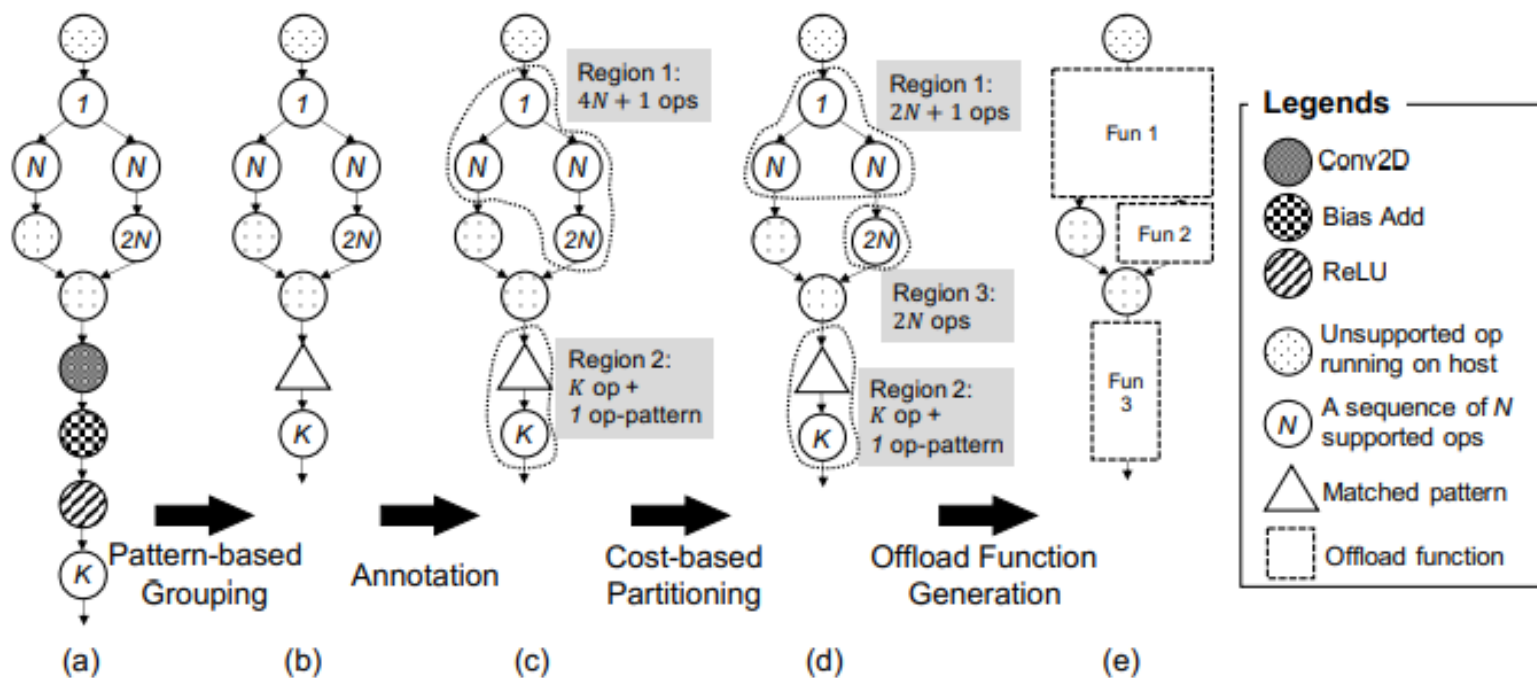 1
N
N
2N
K
(a)
1
N
N
2N
K
(b)
Region 1:
4N + 1 ops
1
N
N
2N
Region 2:
K op +
1 op-pattern
K
(c)
Region 1:
2N + 1 ops
1
N
N
2N
Region 3:
2N ops
Region 2:
K op +
1 op-pattern
K
(d)
Fun 1
Fun 2
Fun
3
(e)
Pattern-based
Grouping
Annotation
Cost-based
Partitioning
Offload Function
Generation
Legends
Conv2D
Bias Add
ReLU
Unsupported op
running on host
N
A sequence of N
supported ops
Matched pattern
Offload function